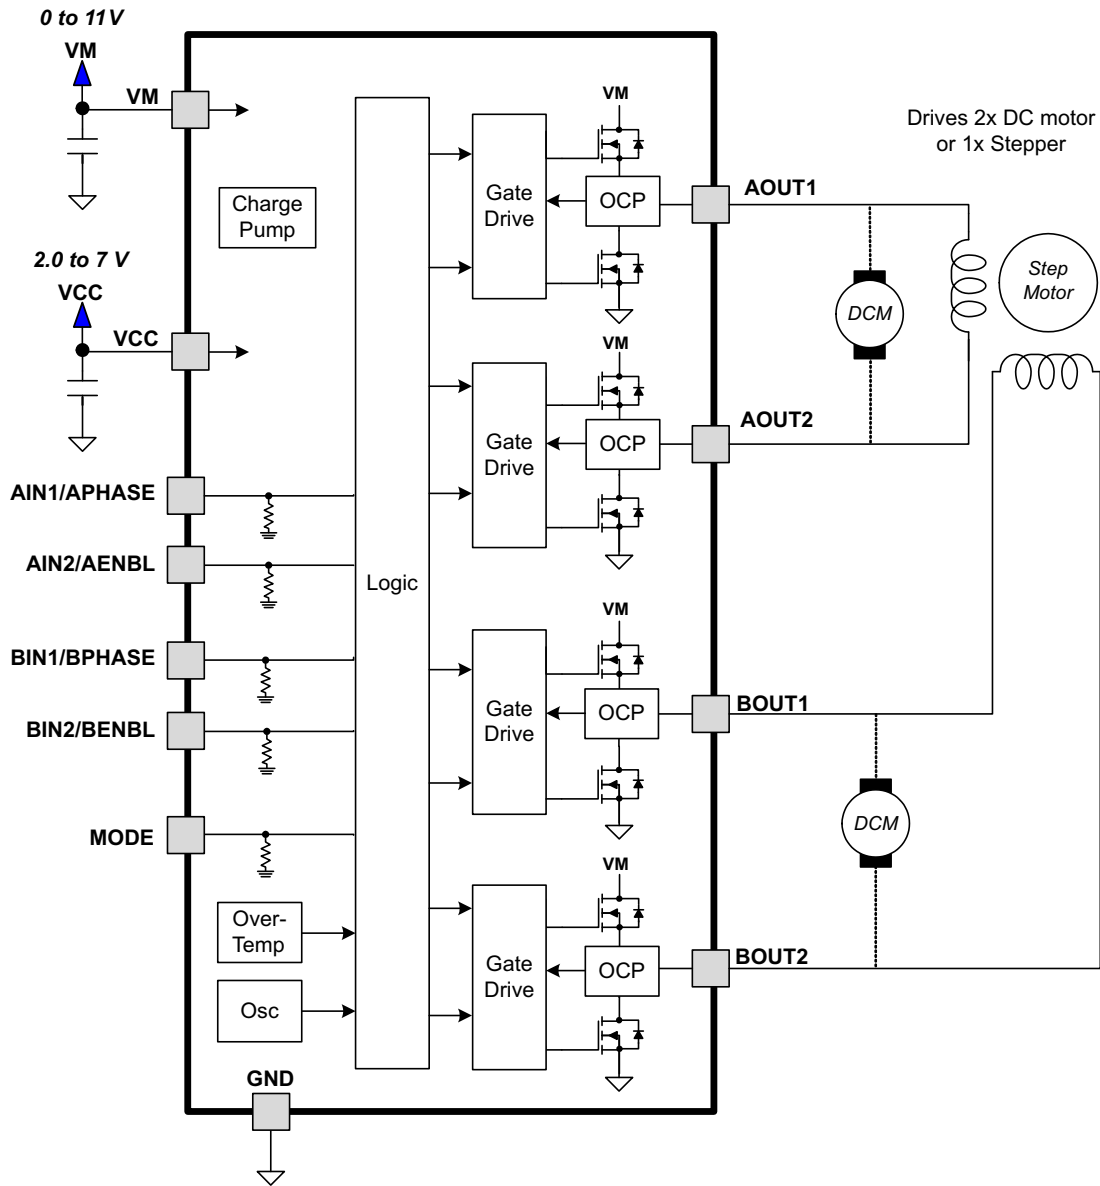 0 to 11V
VM
VM
Charge
Pump
2.0 to 7 V
VCC
VCC
AIN1/APHASE
AIN2/AENBL
BIN1/BPHASE
BIN2/BENBL
MODE
Over-
Temp
Osc
GND
Logic
Gate
Drive
VM
OCP
Gate
Drive
VM
OCP
Gate
Drive
VM
OCP
Gate
Drive
VM
OCP
AOUT1
AOUT2
BOUT1
BOUT2
Drives 2x DC motor
or 1x Stepper
DCM
Step
Motor
DCM